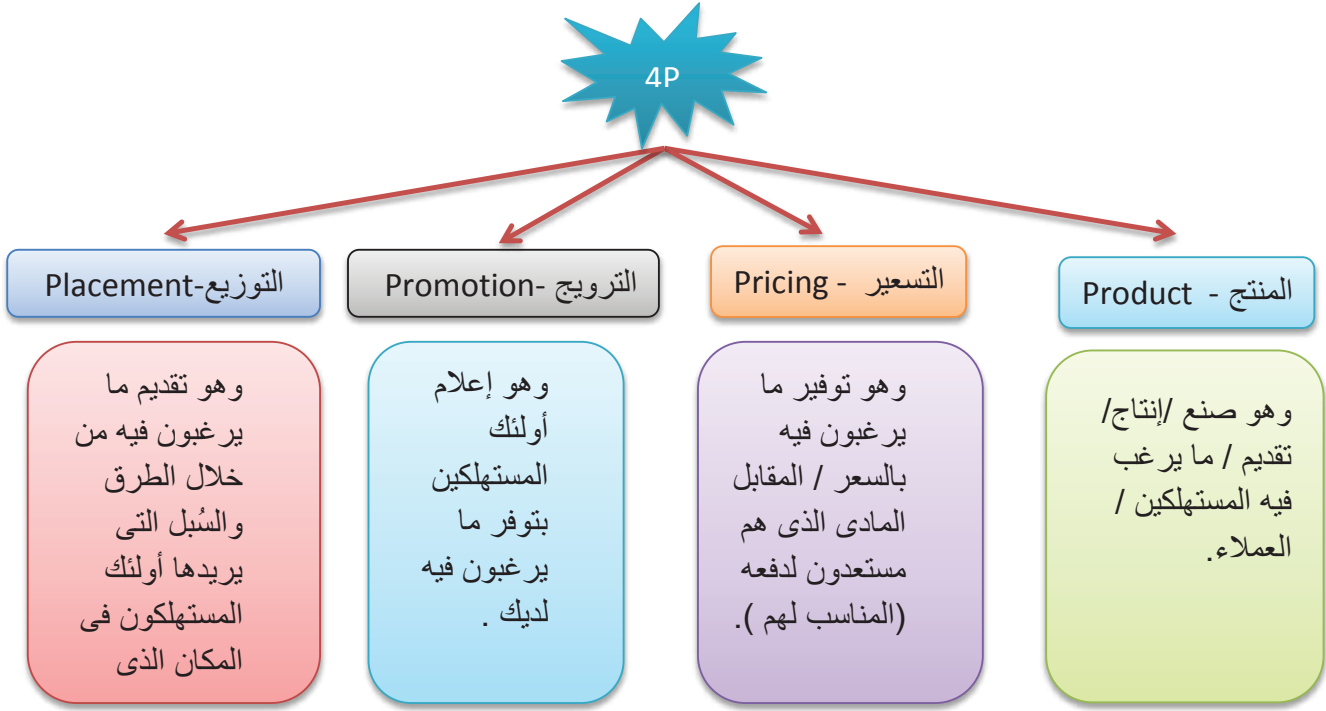 4P
المنتج - Product
وهو صنع /إنتاج/
تقديم / ما يرغب
فيه المستهلكين /
العملاء.
التسعير - Pricing
وهو توفير ما
يرغبون فيه
بالسعر / المقابل
المادى الذى هم
مستعدون لدفعه
(المناسب لهم ).
الترويج -Promotion
وهو إعلام
أولئك
المستهلكين
بتوفر ما
يرغبون فيه
لديك .
التوزيع-Placement
وهو تقديم ما
يرغبون فيه من
خلال الطرق
والسُبل التى
يريدها أولئك
المستهلكون فى
المكان الذى